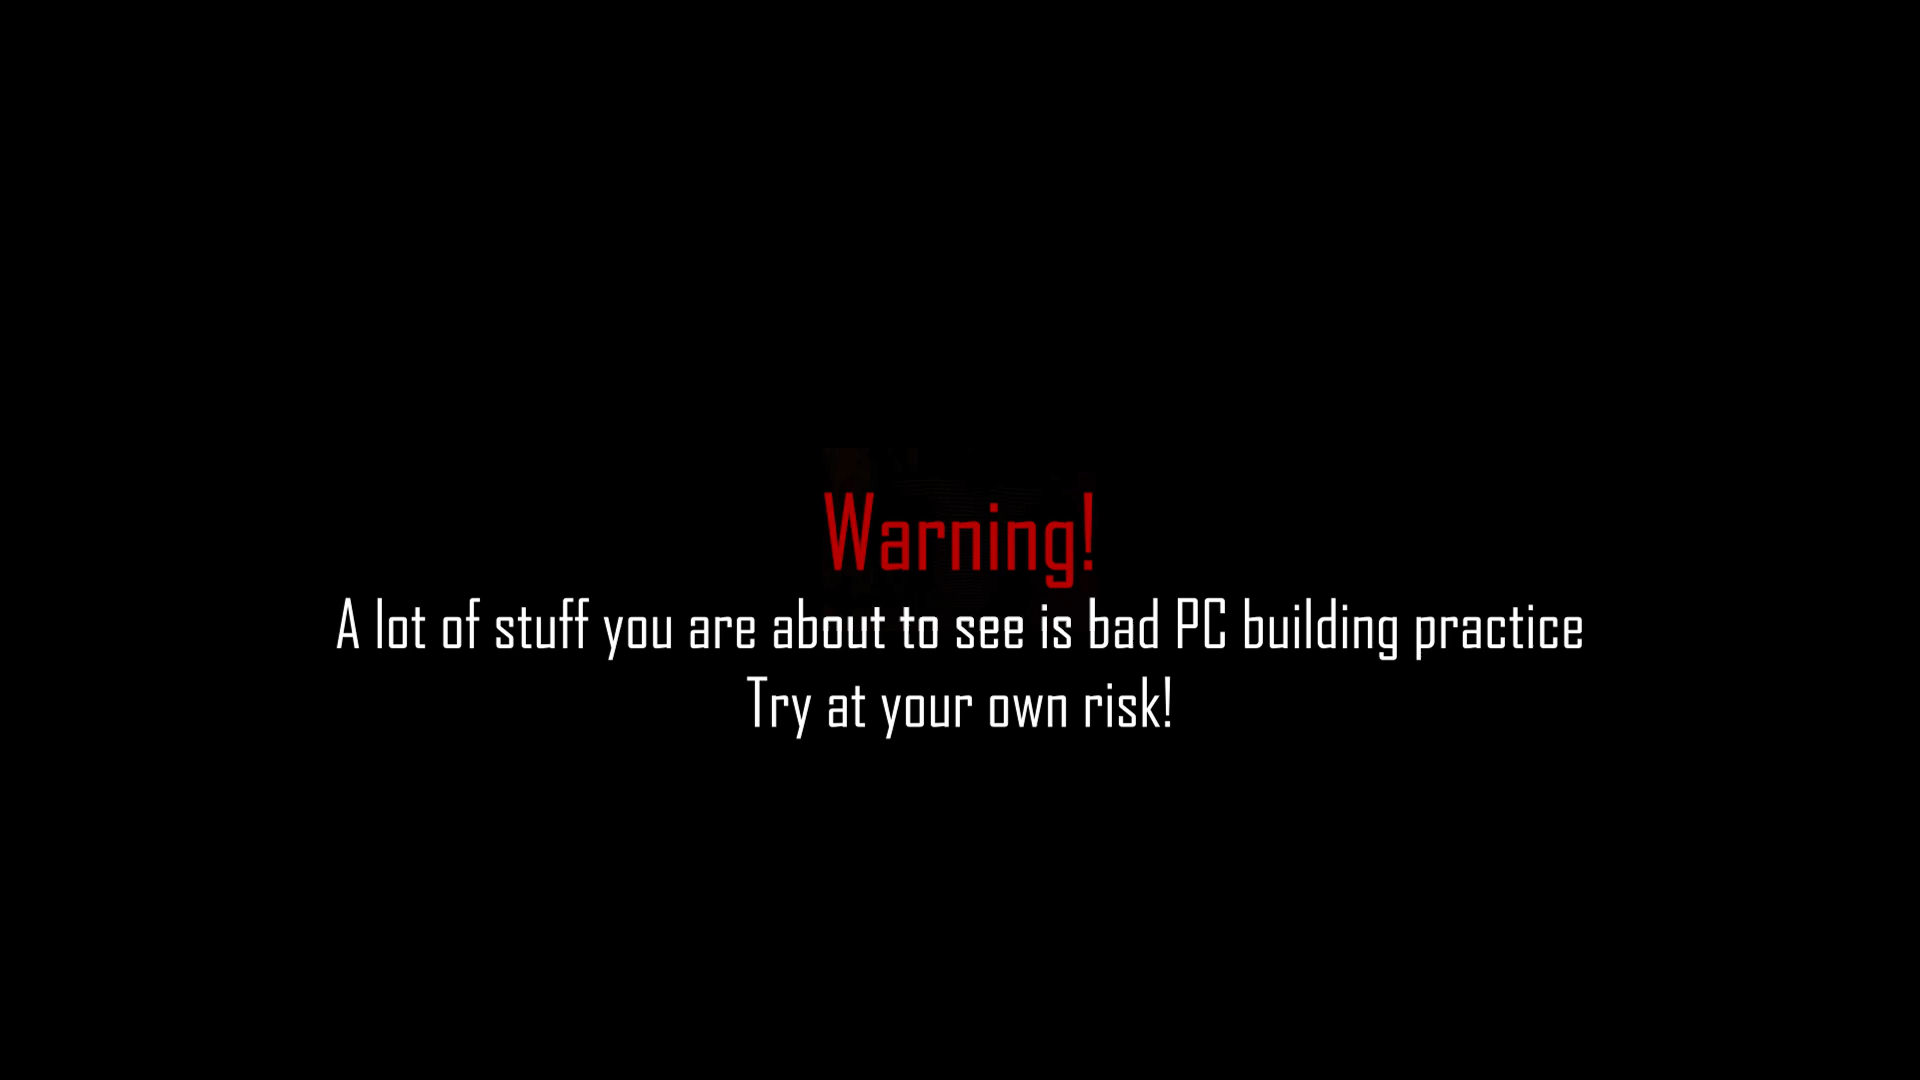 Warning!
A lot of stuff you are about to see is bad PC building practice
Try at your own risk!